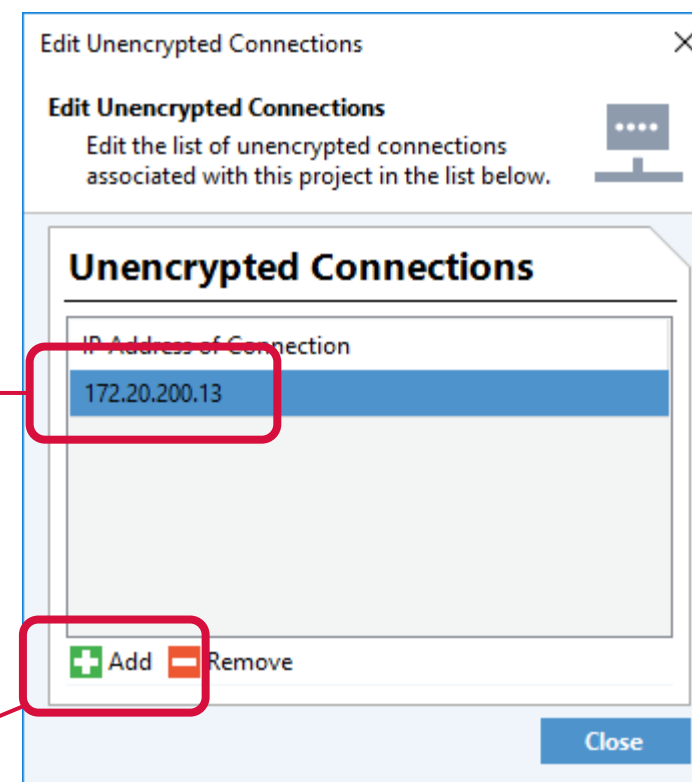 Edit Unencrypted Connections
Edit Unencrypted Connections
Edit the list of unencrypted connections
associated with this project in the list below.
Unencrypted Connections
IP Address of Connection
172.20.200.13
Add Remove
Close